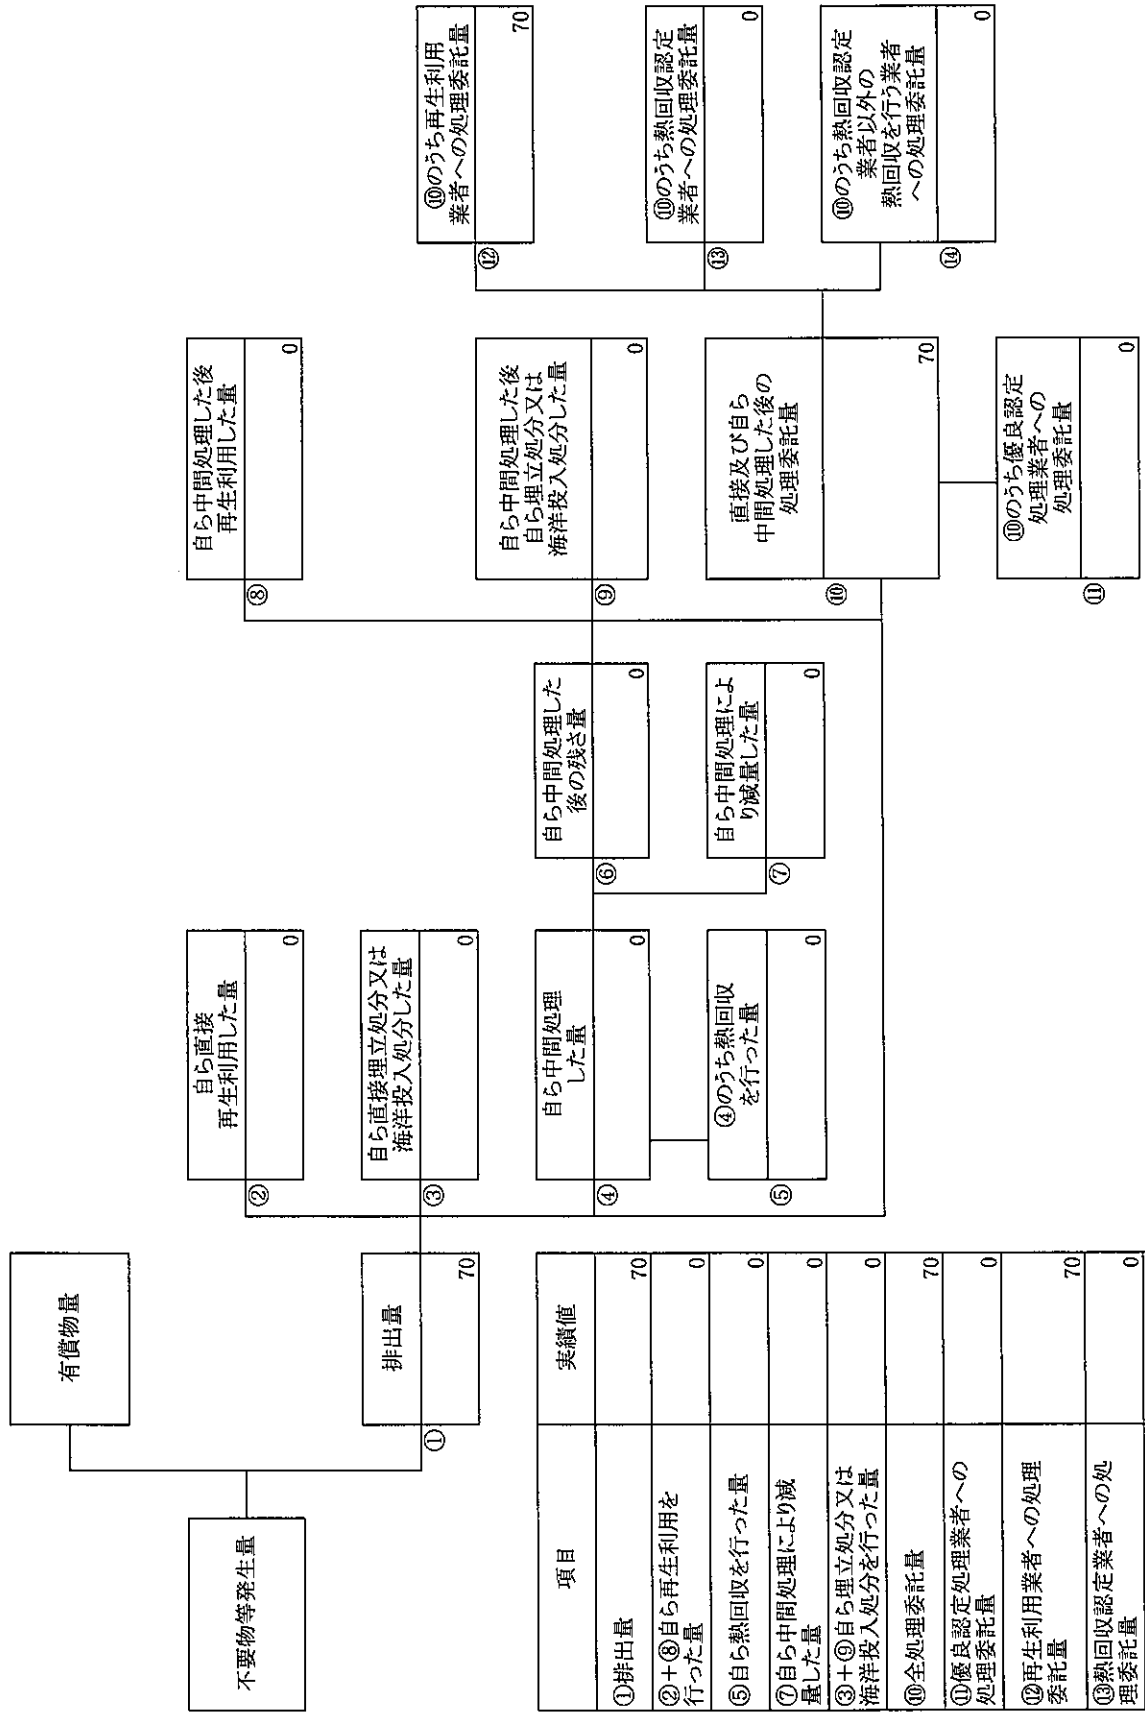 不要物等発生量
有償物量
①
排出量
70
②
自ら直接
再生利用した量
0
③
自ら直接埋立処分又は
海洋投入処分した量
0
④
自ら中間処理
した量
0
⑤
④のうち熱回収
を行った量
0
⑥
自ら中間処理した
後の残さ量
0
⑦
自ら中間処理によ
り減量した量
0
⑧
自ら中間処理した後
再生利用した量
0
⑨
自ら中間処理した後
自ら埋立処分又は
海洋投入処分した量
0
⑩
直接及び自ら
中間処理した後の
処理委託量
70
⑪
⑩のうち優良認定
処理業者への
処理委託量
0
⑫
⑩のうち再生利用
業者への処理委託量
70
⑬
⑩のうち熱回収認定
業者への処理委託量
0
⑭
⑩のうち熱回収認定
業者以外の
熱回収を行う業者
への処理委託量
0
項目
実績値
①排出量
70
②+⑧自ら再生利用を
行った量
0
⑤自ら熱回収を行った量
0
⑦自ら中間処理により減
量した量
0
③+⑨自ら埋立処分又は
海洋投入処分を行った量
0
⑩全処理委託量
70
⑪優良認定処理業者への
処理委託量
0
⑫再生利用業者への処理
委託量
70
⑬熱回収認定業者への処
理委託量
0